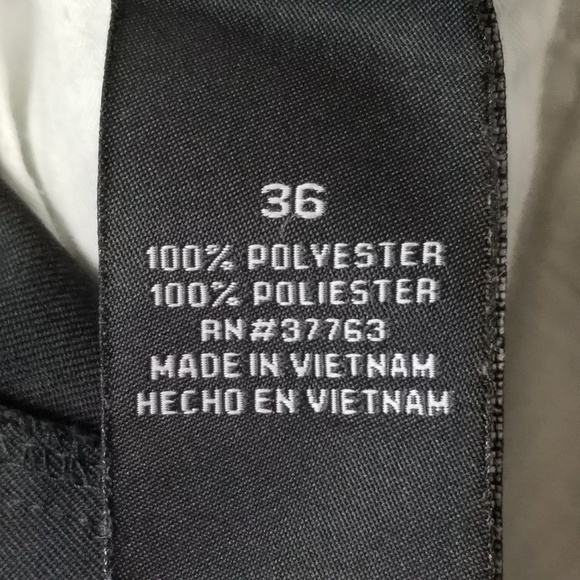 36
100% POLYESTER
100% POLIESTER
RN#37763
MADE IN VIETNAM
HECHO EN VIETNAM